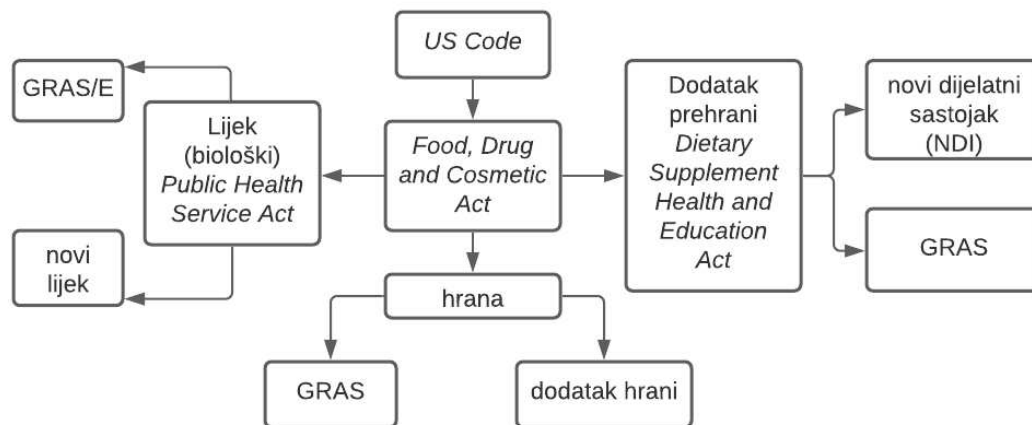 US Code
GRAS/E
Lijek
(biološki)
Public Health
Service Act
novi
lijek
Food, Drug
and Cosmetic
Act
Dodatak
prehrani
Dietary
Supplement
Health and
Education
Act
novi dijelatni
sastojak
(NDI)
GRAS
hrana
GRAS
dodatak hrani